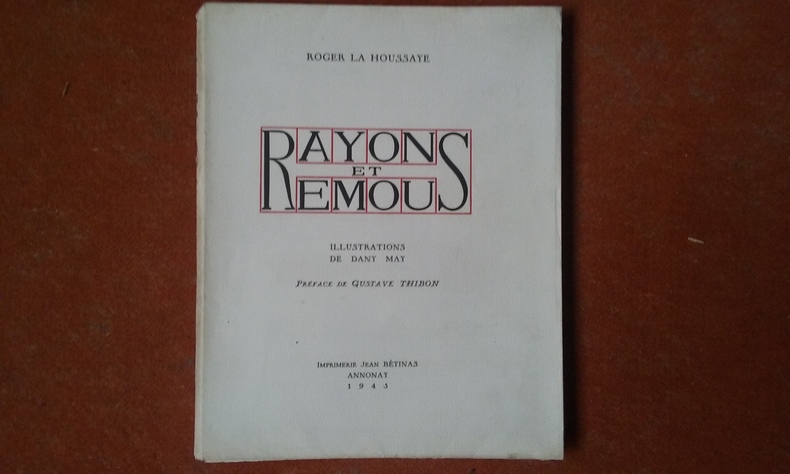 ROGER LA HOUSSAYE
RAYONS
ET
REMOUS
ILLUSTRATIONS
DE DANY MAY
PRÉFACE DE GUSTAVE THIBON
IMPRIMERIE JEAN BÉTINAS
ANNONAY
1943